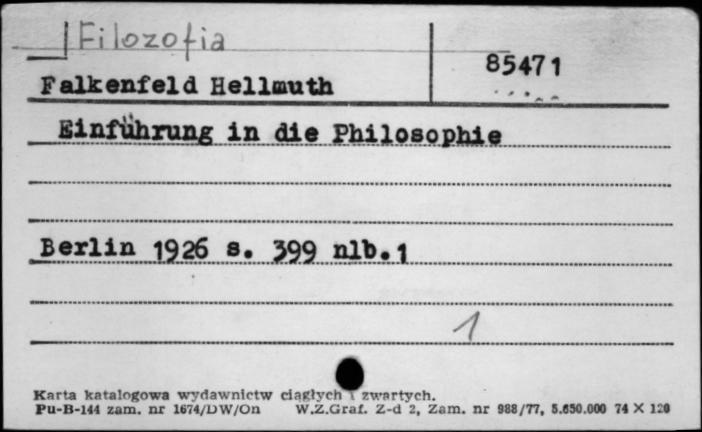 Filozofia
85471
Falkenfeld Hellmuth
Einführung in die Philosophie
Berlin 1926 s. 399 nlb. 1
1
Karta katalogowa wydawnictw ciągłych i zwartych.
Pu-B-144 zam. nr 1674/DW/On W.Z.Graf. Z-d 2, Zam. nr 988/77, 5.650.000 74 X 120